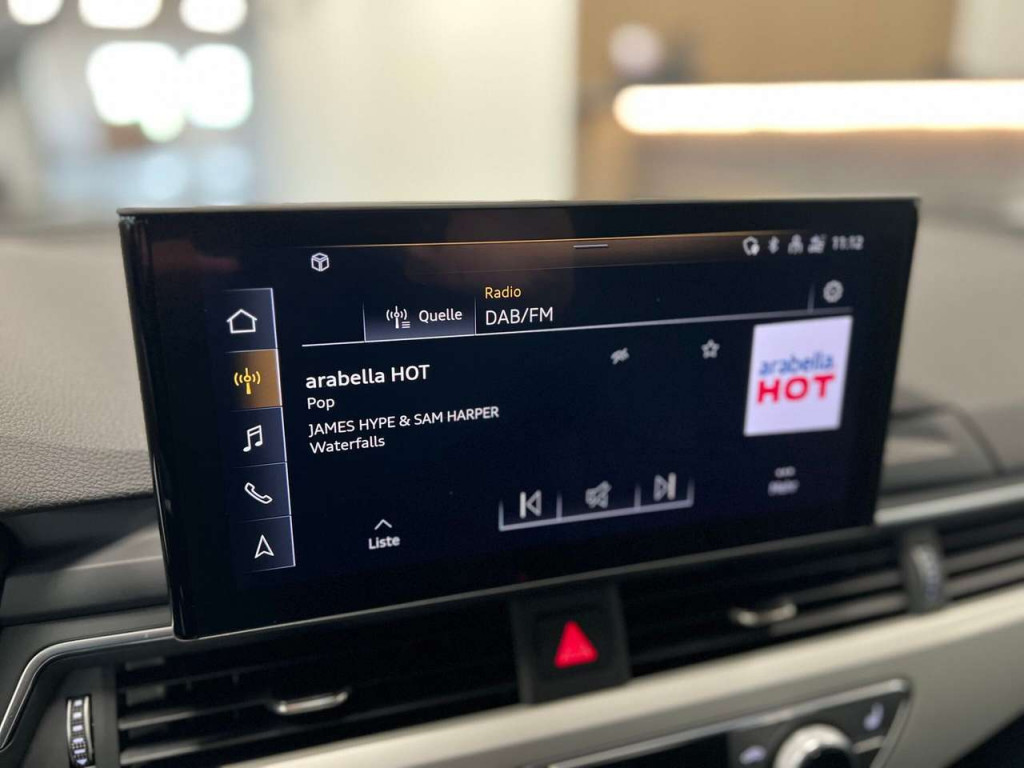 11:12
Radio
Quelle
DAB/FM
arabella HOT
Pop
JAMES HYPE & SAM HARPER
Waterfalls
arabella
HOT
Liste